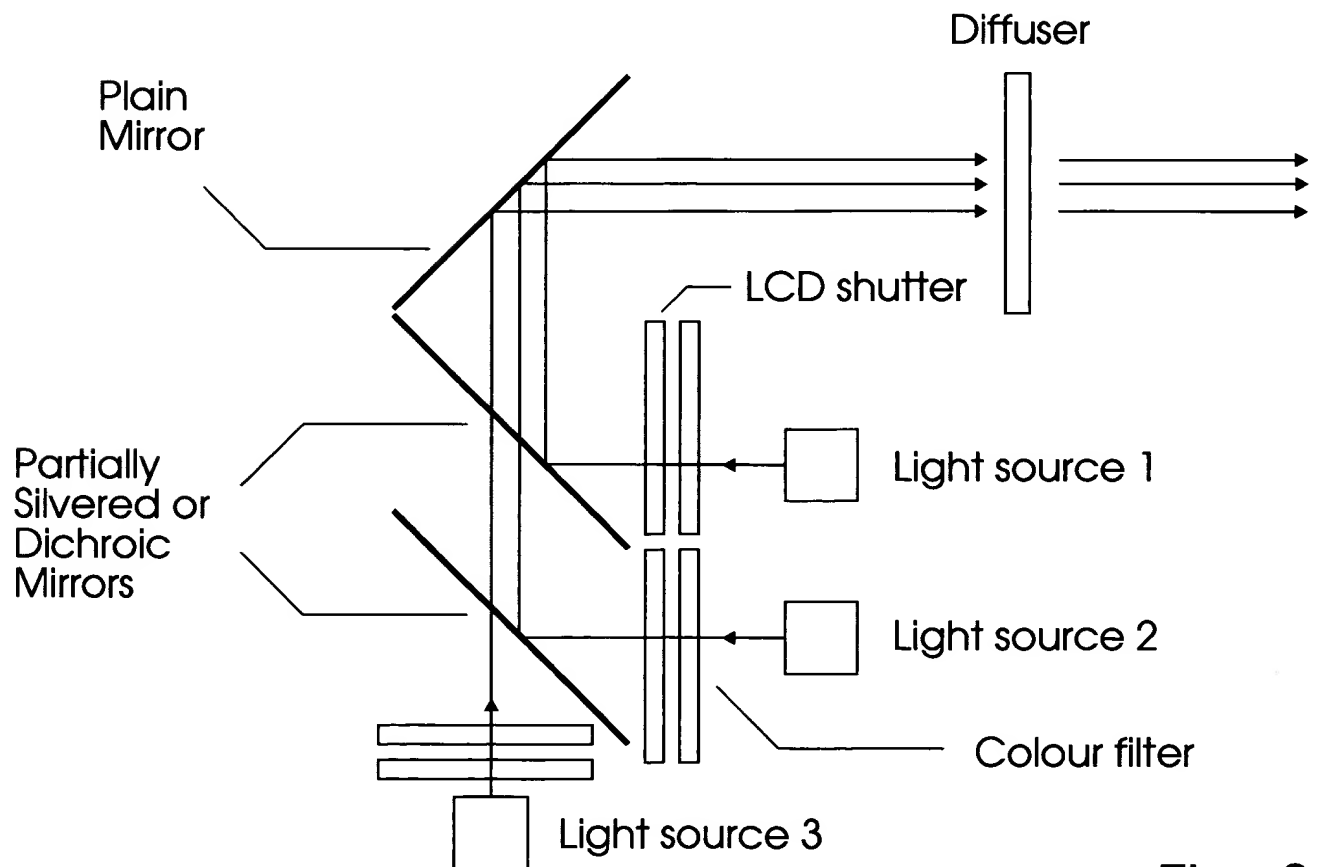 Diffuser
Plain
Mirror
LCD shutter
Partially
Silvered or
Dichroic
Mirrors
Light source 1
Light source 2
Colour filter
Light source 3